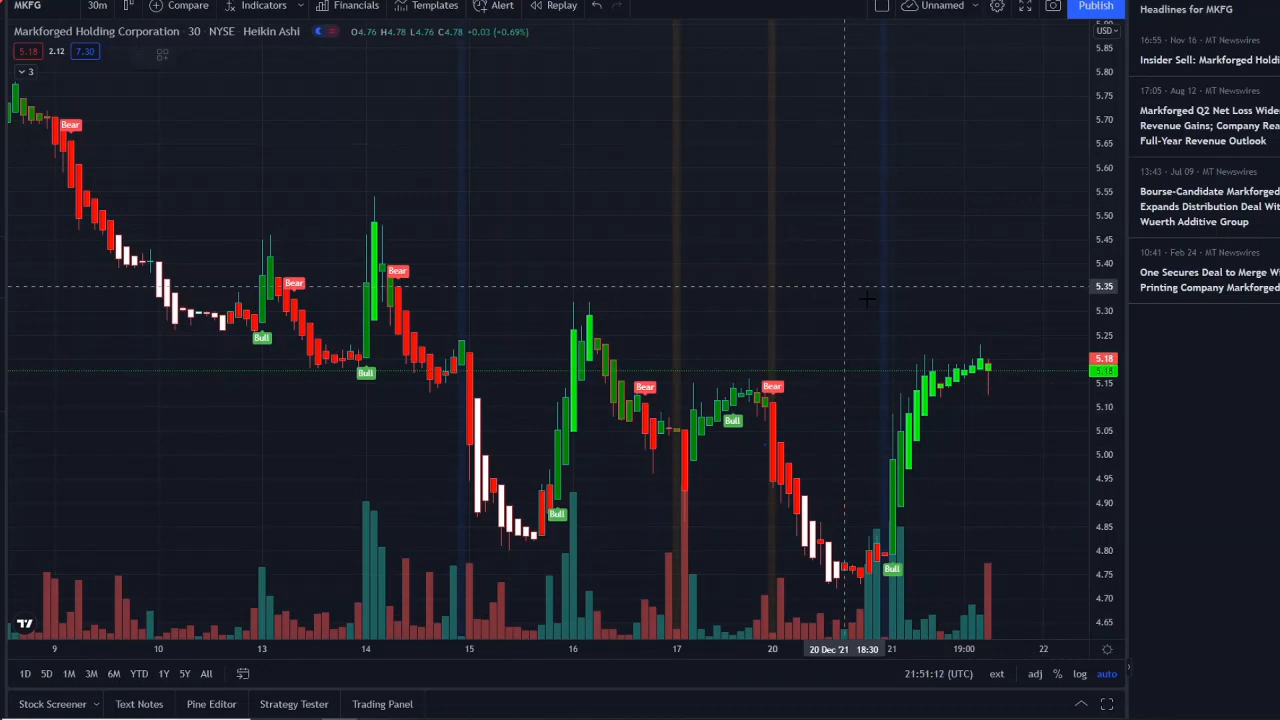 MKFG 30m Compare Indicators Financials Templates Alert Replay Unnamed Publish
Markforged Holding Corporation · 30 · NYSE · Heikin Ashi O4.76 H4.78 L4.76 C4.78 +0.03 (+0.69%)
5.18 2.12 7.30
3
USD
5.85
5.80
5.75
5.70
5.65
5.60
5.55
5.50
5.45
5.40
5.35
5.30
5.25
5.18
5.18
5.15
5.10
5.05
5.00
4.95
4.90
4.85
4.80
4.75
4.70
4.65
Bear
Bull
Bear
Bull
Bear
Bull
Bear
Bull
Bear
Bull
9 10 13 14 15 16 17 20 20 Dec '21 18:30 21 19:00 22
1D 5D 1M 3M 6M YTD 1Y 5Y All 21:51:12 (UTC) ext adj % log auto
Stock Screener Text Notes Pine Editor Strategy Tester Trading Panel
Headlines for MKFG
16:55 · Nov 16 · MT Newswires
Insider Sell: Markforged Holdi
17:05 · Aug 12 · MT Newswires
Markforged Q2 Net Loss Wide
Revenue Gains; Company Rea
Full-Year Revenue Outlook
13:43 · Jul 09 · MT Newswires
Bourse-Candidate Markforged
Expands Distribution Deal Wit
Wuerth Additive Group
10:41 · Feb 24 · MT Newswires
One Secures Deal to Merge Wi
Printing Company Markforged